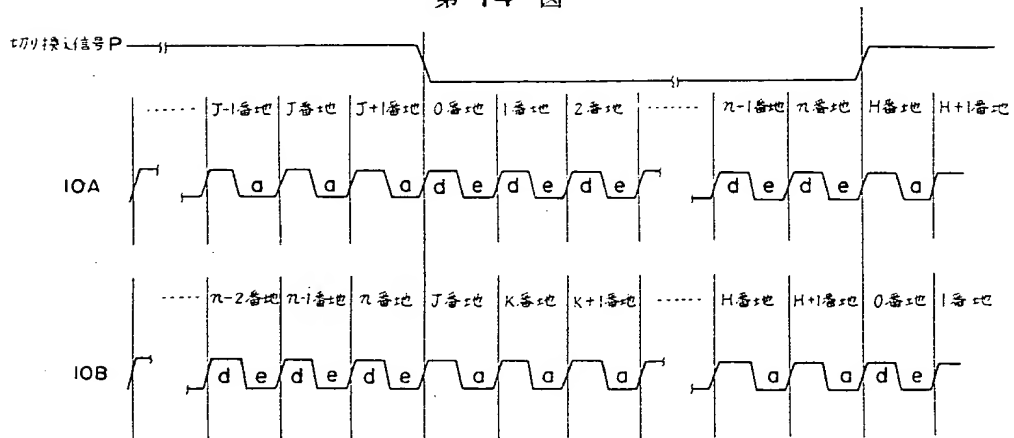 第 14 図
切り換え信号P
...... J-1番地 J番地 J+1番地 0番地 1番地 2番地 ...... n-1番地 n番地 H番地 H+1番地
10A a a a d e d e d e d e d e a
...... n-2番地 n-1番地 n番地 J番地 K番地 K+1番地 ...... H番地 H+1番地 0番地 1番地
10B d e d e d e a a a a a d e